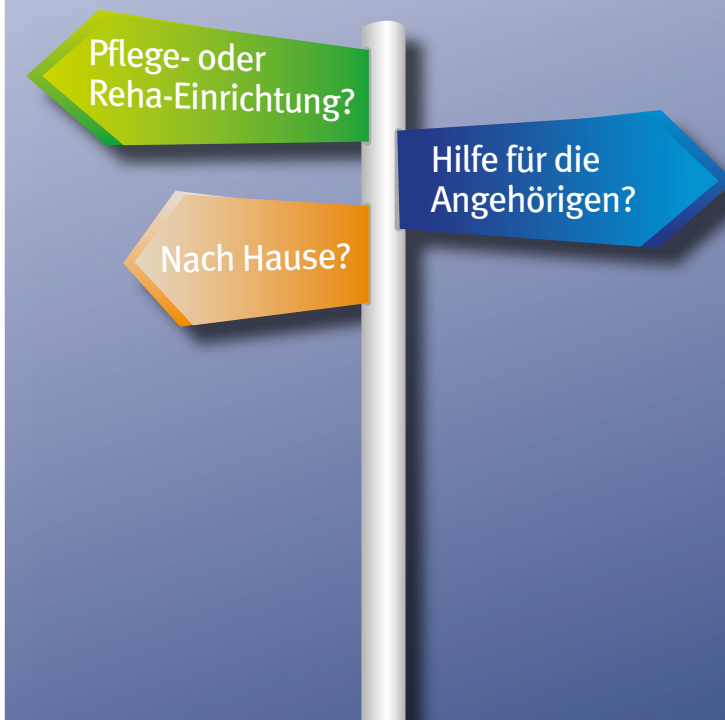 Pflege- oder
Reha-Einrichtung?
Hilfe für die
Angehörigen?
Nach Hause?